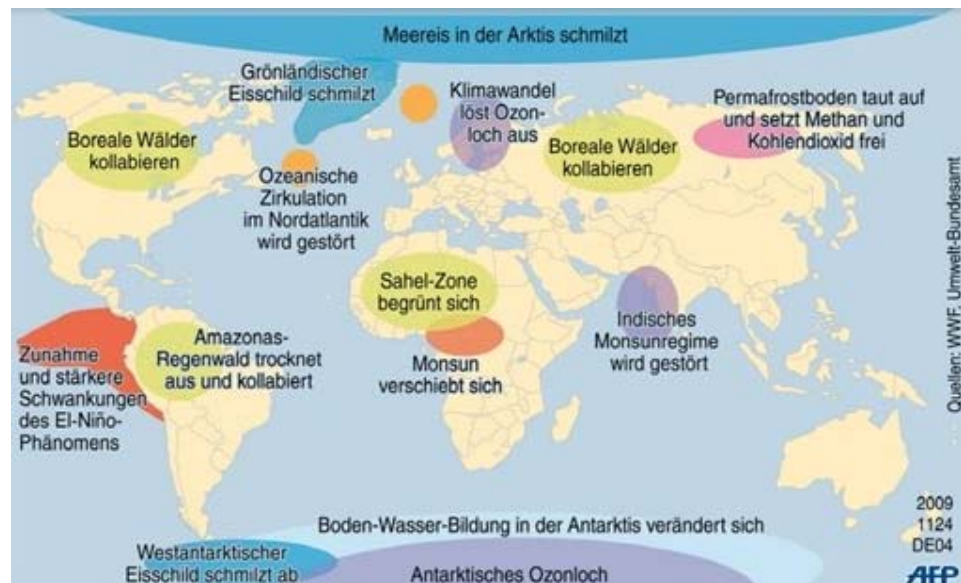 Meereis in der Arktis schmilzt
Grönländischer
Eisschild schmilzt
Klimawandel
löst Ozon-
loch aus
Permafrostboden taut auf
und setzt Methan und
Kohlendioxid frei
Boreale Wälder
kollabieren
Boreale Wälder
kollabieren
Ozeanische
Zirkulation
im Nordatlantik
wird gestört
Sahel-Zone
begrünt sich
Indisches
Monsunregime
wird gestört
Zunahme
und stärkere
Schwankungen
des El-Niño-
Phänomens
Amazonas-
Regenwald trocknet
aus und kollabiert
Monsun
verschiebt sich
Boden-Wasser-Bildung in der Antarktis verändert sich
Westantarktischer
Eisschild schmilzt ab
Antarktisches Ozonloch
Quellen: WWF, Umwelt-Bundesamt
2009
1124
DE04
AFP